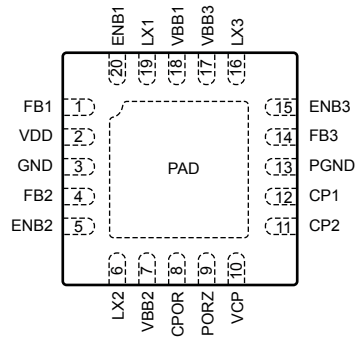 ENB1 LX1 VBB1 VBB3 LX3
20 19 18 17 16
FB1 1 15 ENB3
VDD 2 14 FB3
GND 3 PAD 13 PGND
FB2 4 12 CP1
ENB2 5 11 CP2
6 7 8 9 10
LX2 VBB2 CPOR PORZ VCP